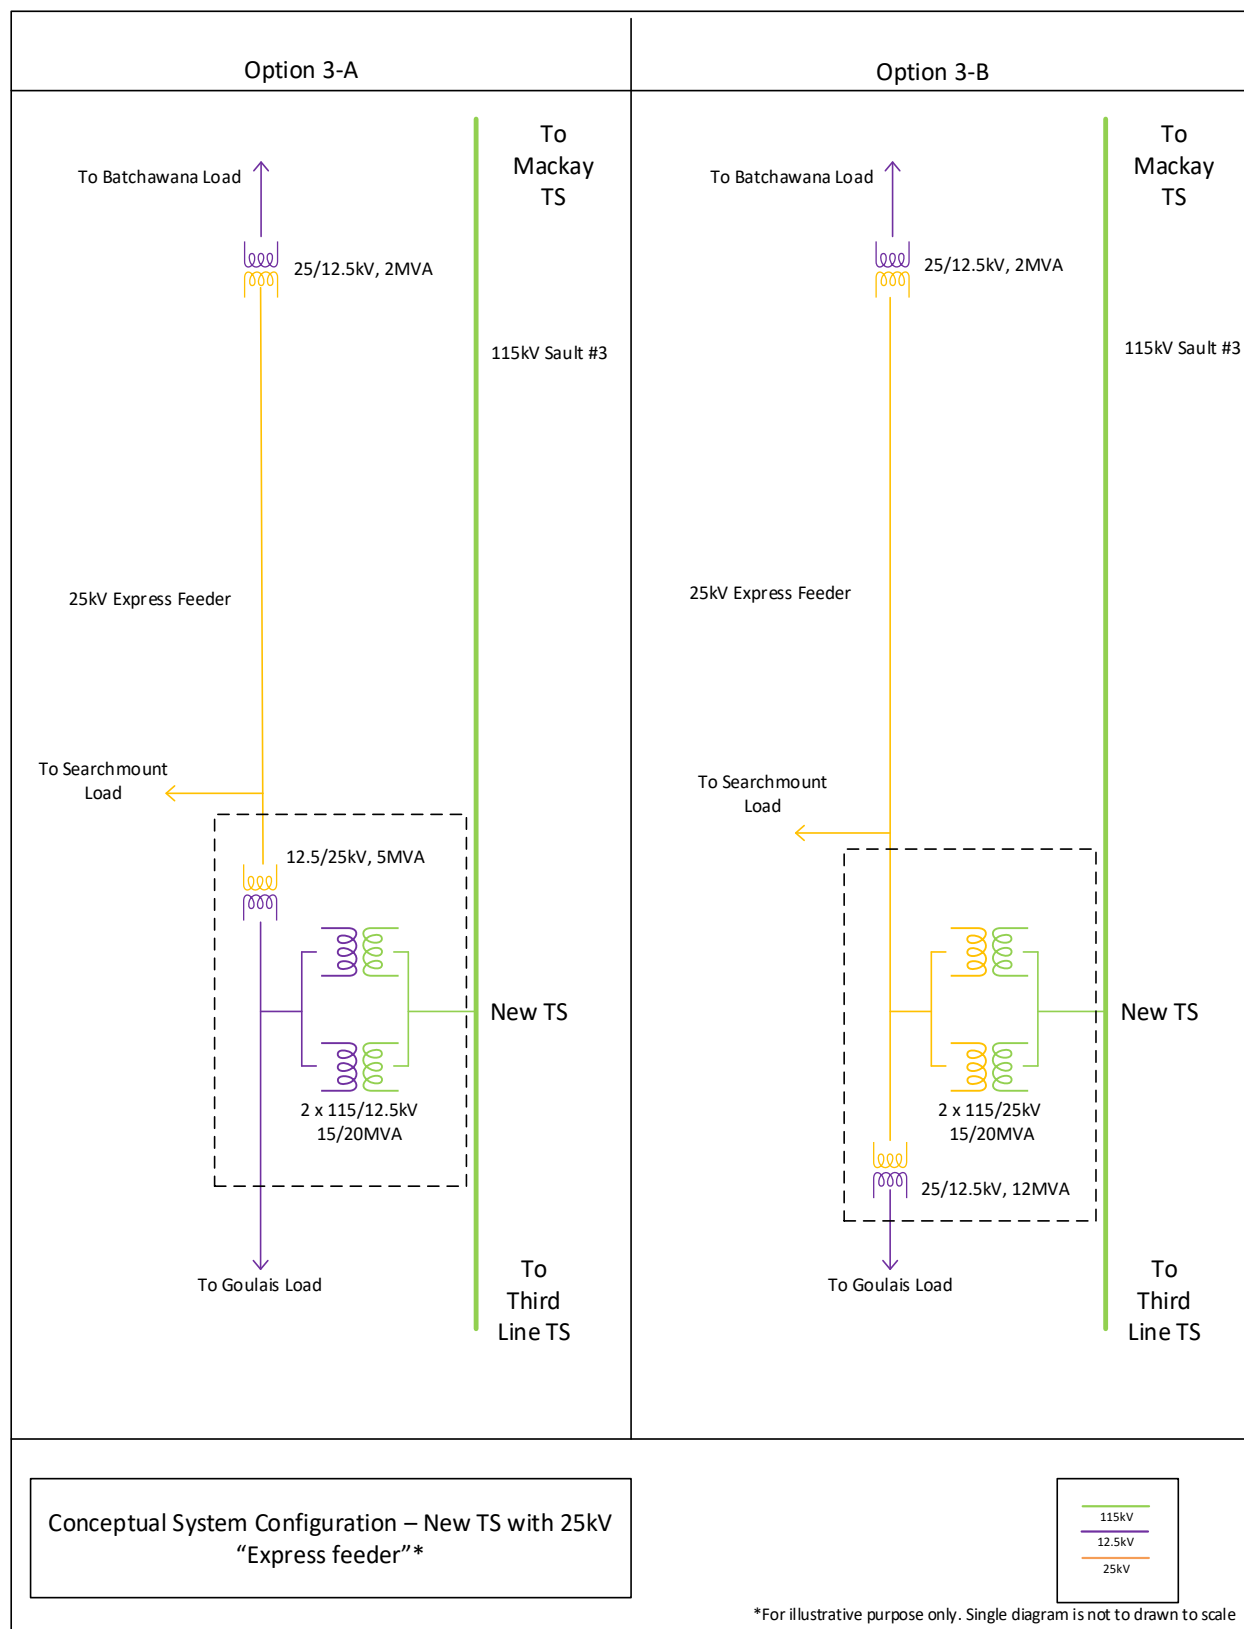 Option 3-A
To Batchawana Load
To
Mackay
TS
25/12.5kV, 2MVA
115kV Sault #3
25kV Express Feeder
To Searchmount
Load
12.5/25kV, 5MVA
New TS
2 x 115/12.5kV
15/20MVA
To Goulais Load
To
Third
Line TS
Option 3-B
To Batchawana Load
To
Mackay
TS
25/12.5kV, 2MVA
115kV Sault #3
25kV Express Feeder
To Searchmount
Load
New TS
2 x 115/25kV
15/20MVA
25/12.5kV, 12MVA
To Goulais Load
To
Third
Line TS
Conceptual System Configuration – New TS with 25kV
“Express feeder”*
115kV
12.5kV
25kV
*For illustrative purpose only. Single diagram is not to drawn to scale